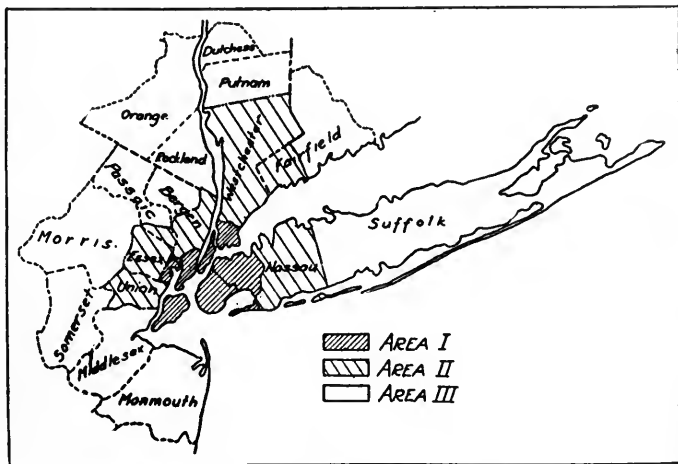 Dutchess
Putnam
Orange
Rockland
Westchester
Fairfield
Passaic
Bergen
Suffolk
Morris.
Essex
Nassau
Union
Somerset
Middlesex
Monmouth
AREA I
AREA II
AREA III